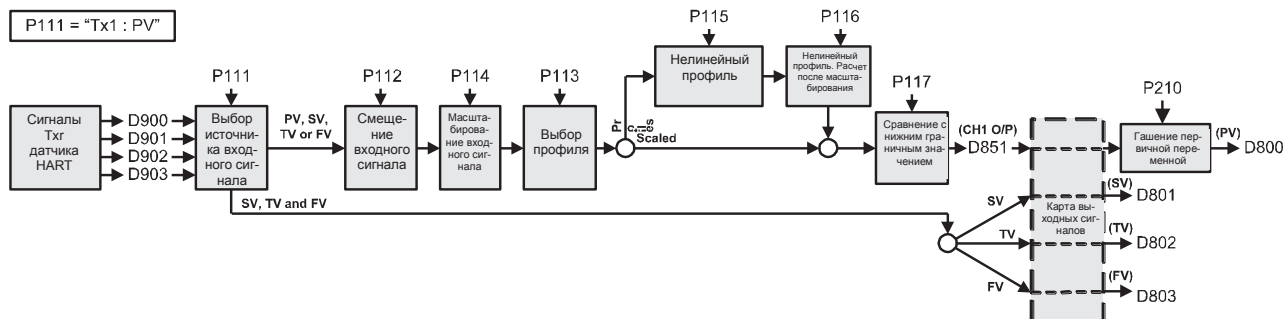 P111 = “Tx1 : PV”
P115
P116
P111
P112
P114
P113
Нелинейный
профиль
Нелинейный
профиль. Расчет
после масшта-
бирования
P117
P210
Сигналы
Txr
датчика
HART
D900
D901
D902
D903
Выбор
источни-
ка вход-
ного сиг-
нала
PV, SV,
TV or FV
Смеще-
ние
входного
сигнала
Масшта-
бирова-
ние вход-
ного сиг-
нала
Выбор
профиля
Scaled
Сравнение с
нижним гра-
ничным зна-
чением
(CH1 O/P)
D851
Гашение пер-
вичной пере-
менной
(PV)
D800
SV, TV and FV
SV
TV
FV
Карта вы-
ходных сиг-
налов
(SV)
D801
(TV)
D802
(FV)
D803